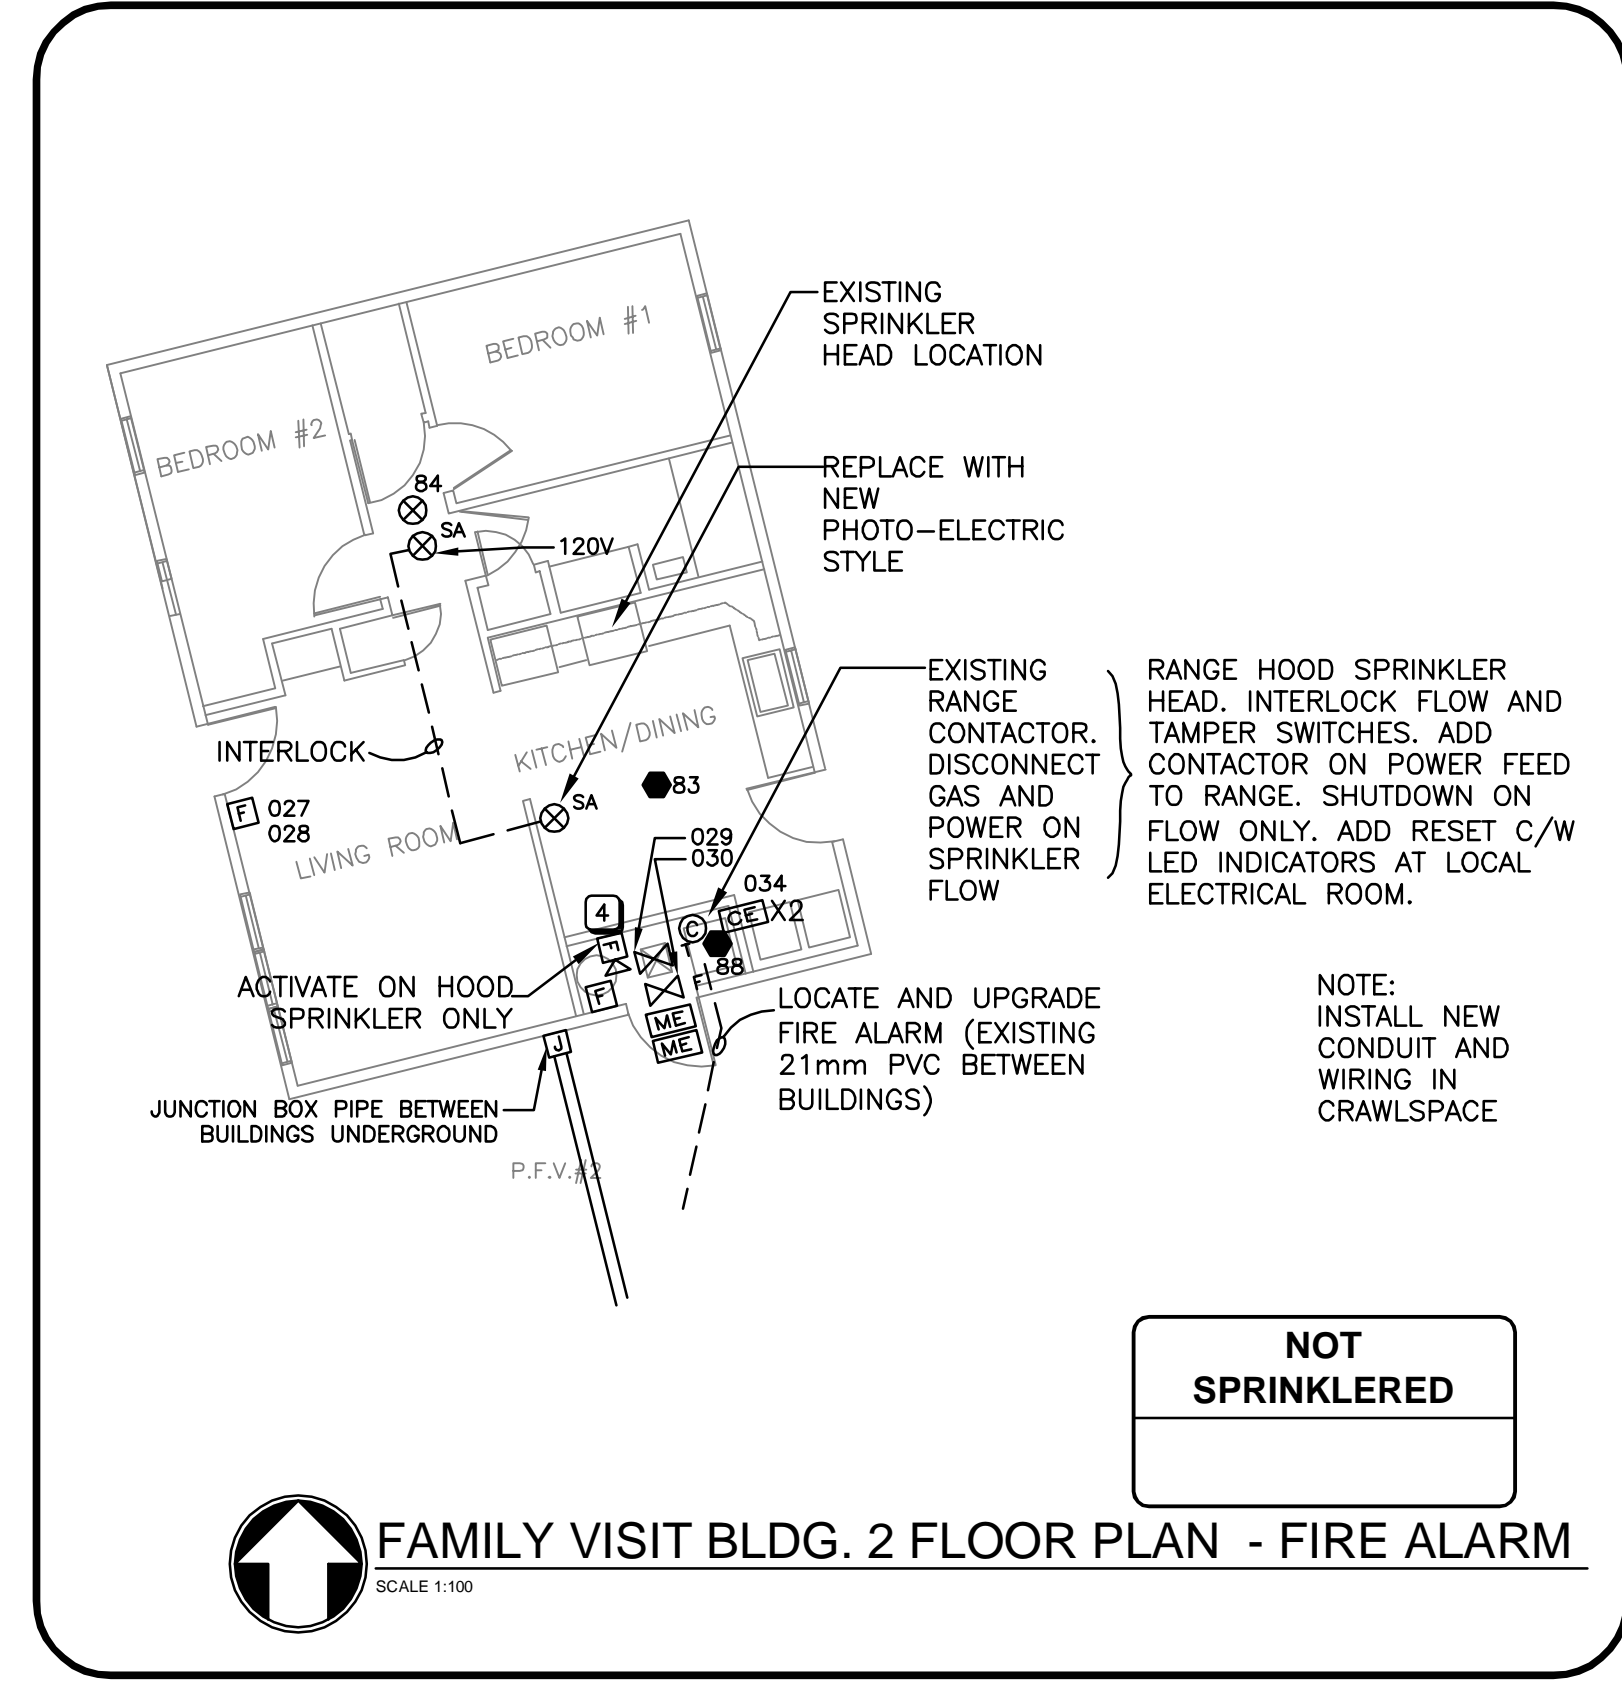 EXISTING
SPRINKLER
HEAD LOCATION
BEDROOM #1
BEDROOM #2
REPLACE WITH
NEW
PHOTO-ELECTRIC
STYLE
84
SA
120V
EXISTING
RANGE
CONTACTOR.
DISCONNECT
GAS AND
POWER ON
SPRINKLER
FLOW
RANGE HOOD SPRINKLER
HEAD. INTERLOCK FLOW AND
TAMPER SWITCHES. ADD
CONTACTOR ON POWER FEED
TO RANGE. SHUTDOWN ON
FLOW ONLY. ADD RESET C/W
LED INDICATORS AT LOCAL
ELECTRICAL ROOM.
INTERLOCK
KITCHEN/DINING
83
SA
F
027
028
LIVING ROOM
029
030
034
4
C
CE
X2
F
T
88
F
F
ME
ME
ACTIVATE ON HOOD
SPRINKLER ONLY
LOCATE AND UPGRADE
FIRE ALARM (EXISTING
21mm PVC BETWEEN
BUILDINGS)
NOTE:
INSTALL NEW
CONDUIT AND
WIRING IN
CRAWLSPACE
J
JUNCTION BOX PIPE BETWEEN
BUILDINGS UNDERGROUND
P.F.V.#2
NOT
SPRINKLERED
FAMILY VISIT BLDG. 2 FLOOR PLAN - FIRE ALARM
SCALE 1:100